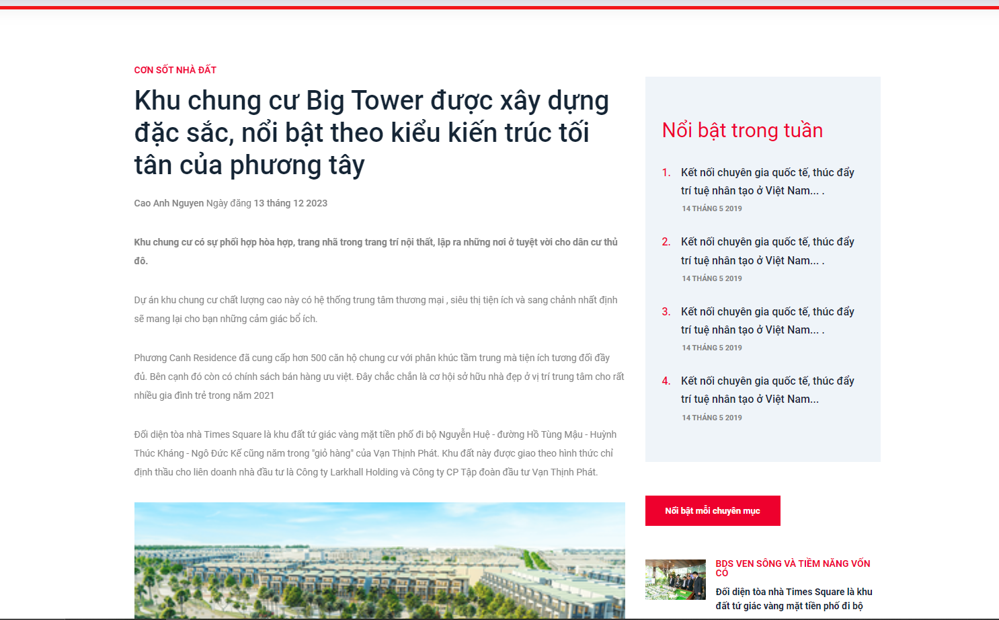 CƠN SỐT NHÀ ĐẤT
Khu chung cư Big Tower được xây dựng
đặc sắc, nổi bật theo kiểu kiến trúc tối
tân của phương tây
Cao Anh Nguyen Ngày đăng 13 tháng 12 2023
Khu chung cư có sự phối hợp hòa hợp, trang nhã trong trang trí nội thất, lập ra những nơi ở tuyệt vời cho dân cư thủ
đô.
Dự án khu chung cư chất lượng cao này có hệ thống trung tâm thương mại , siêu thị tiện ích và sang chảnh nhất định
sẽ mang lại cho bạn những cảm giác bổ ích.
Phương Canh Residence đã cung cấp hơn 500 căn hộ chung cư với phân khúc tầm trung mà tiện ích tương đối đầy
đủ. Bên cạnh đó còn có chính sách bán hàng ưu việt. Đây chắc chắn là cơ hội sở hữu nhà đẹp ở vị trí trung tâm cho rất
nhiều gia đình trẻ trong năm 2021
Đối diện tòa nhà Times Square là khu đất tứ giác vàng mặt tiền phố đi bộ Nguyễn Huệ - đường Hồ Tùng Mậu - Huỳnh
Thúc Kháng - Ngô Đức Kế cũng năm trong "giỏ hàng" của Vạn Thịnh Phát. Khu đất này được giao theo hình thức chỉ
định thầu cho liên doanh nhà đầu tư là Công ty Larkhall Holding và Công ty CP Tập đoàn đầu tư Vạn Thịnh Phát.
Nổi bật trong tuần
1. Kết nối chuyên gia quốc tế, thúc đẩy
trí tuệ nhân tạo ở Việt Nam... .
14 THÁNG 5 2019
2. Kết nối chuyên gia quốc tế, thúc đẩy
trí tuệ nhân tạo ở Việt Nam... .
14 THÁNG 5 2019
3. Kết nối chuyên gia quốc tế, thúc đẩy
trí tuệ nhân tạo ở Việt Nam... .
14 THÁNG 5 2019
4. Kết nối chuyên gia quốc tế, thúc đẩy
trí tuệ nhân tạo ở Việt Nam...
14 THÁNG 5 2019
Nổi bật mỗi chuyên mục
BDS VEN SÔNG VÀ TIỀM NĂNG VỐN
CÓ
Đối diện tòa nhà Times Square là khu
đất tứ giác vàng mặt tiền phố đi bộ